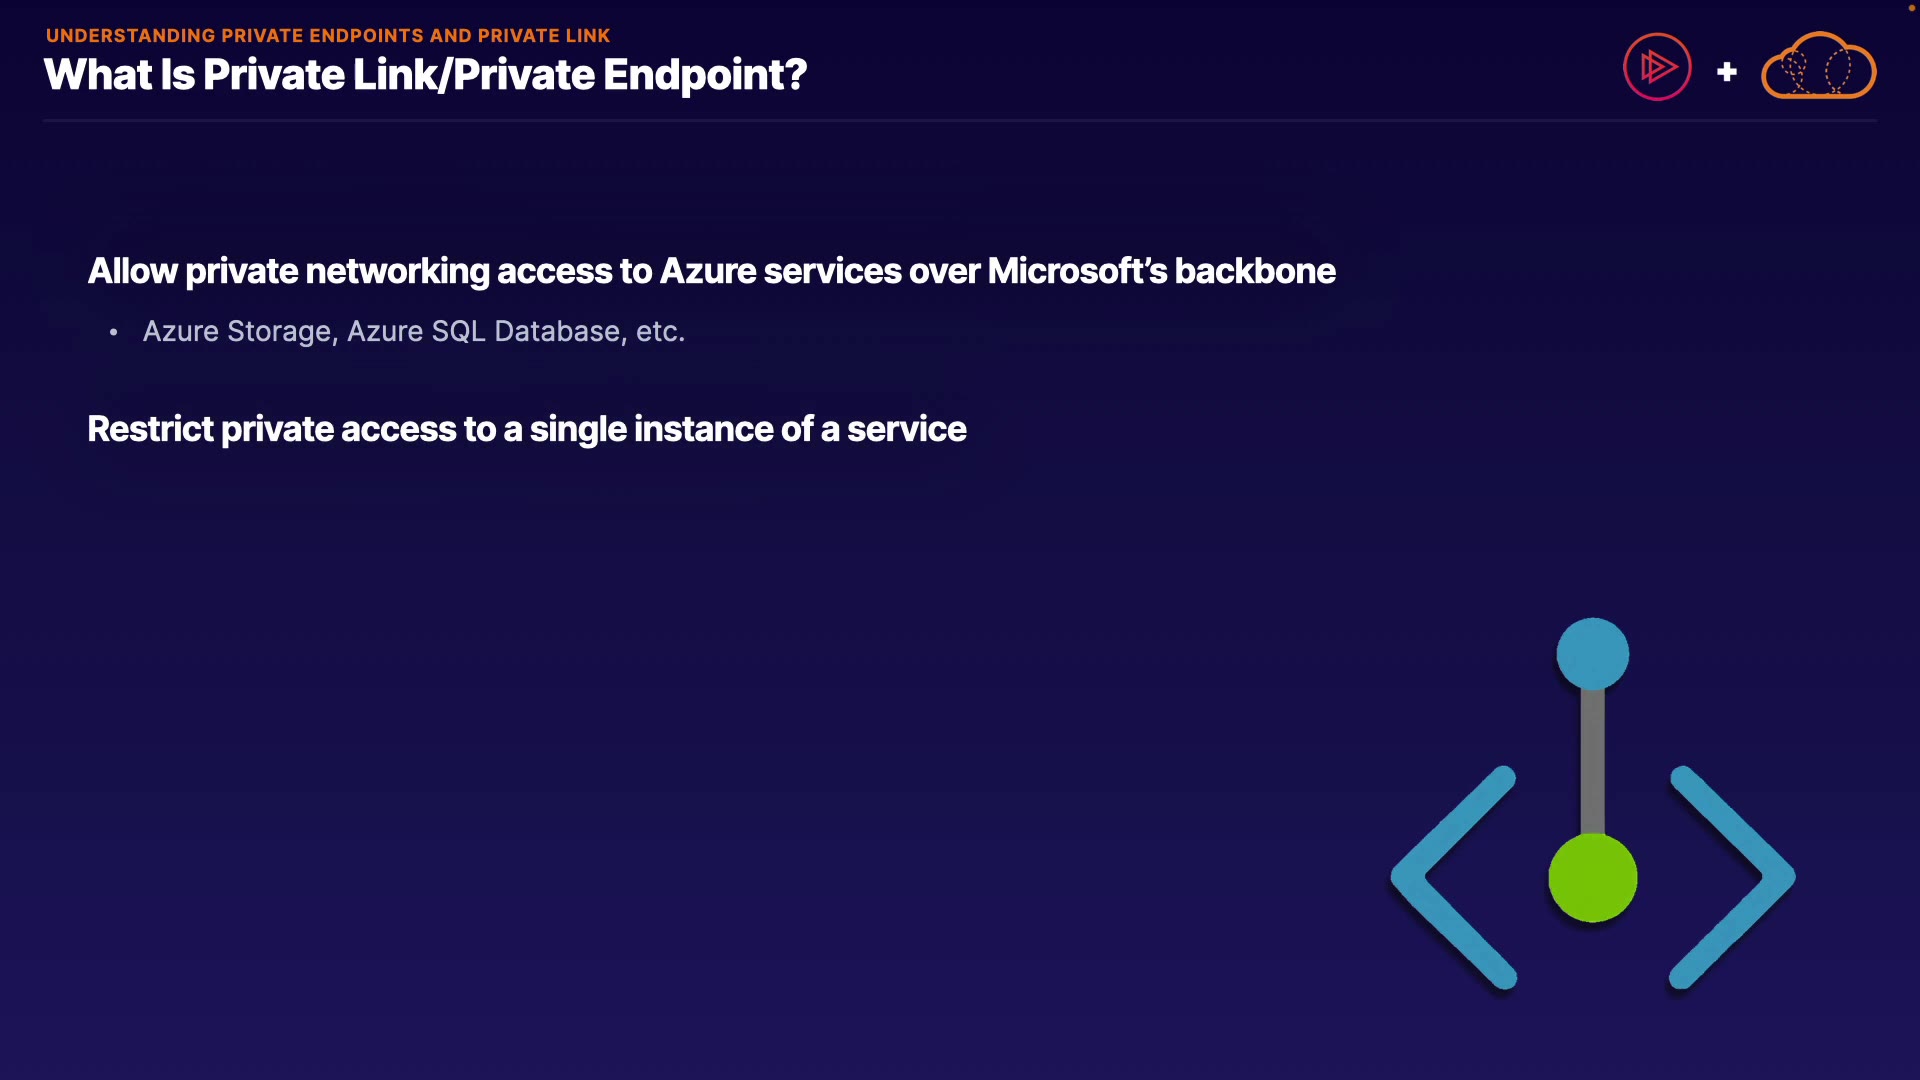 UNDERSTANDING PRIVATE ENDPOINTS AND PRIVATE LINK
What Is Private Link/Private Endpoint?
+
Allow private networking access to Azure services over Microsoft’s backbone
• Azure Storage, Azure SQL Database, etc.
Restrict private access to a single instance of a service